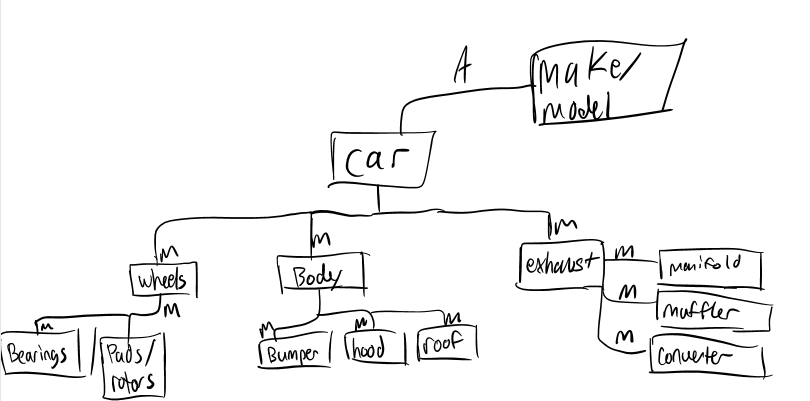 A
Make/
model
car
M
M
M
wheels
Body
exhaust
M
manifold
M
muffler
M
converter
M
M
Bearings
Pads/
rotors
M
M
M
Bumper
hood
roof